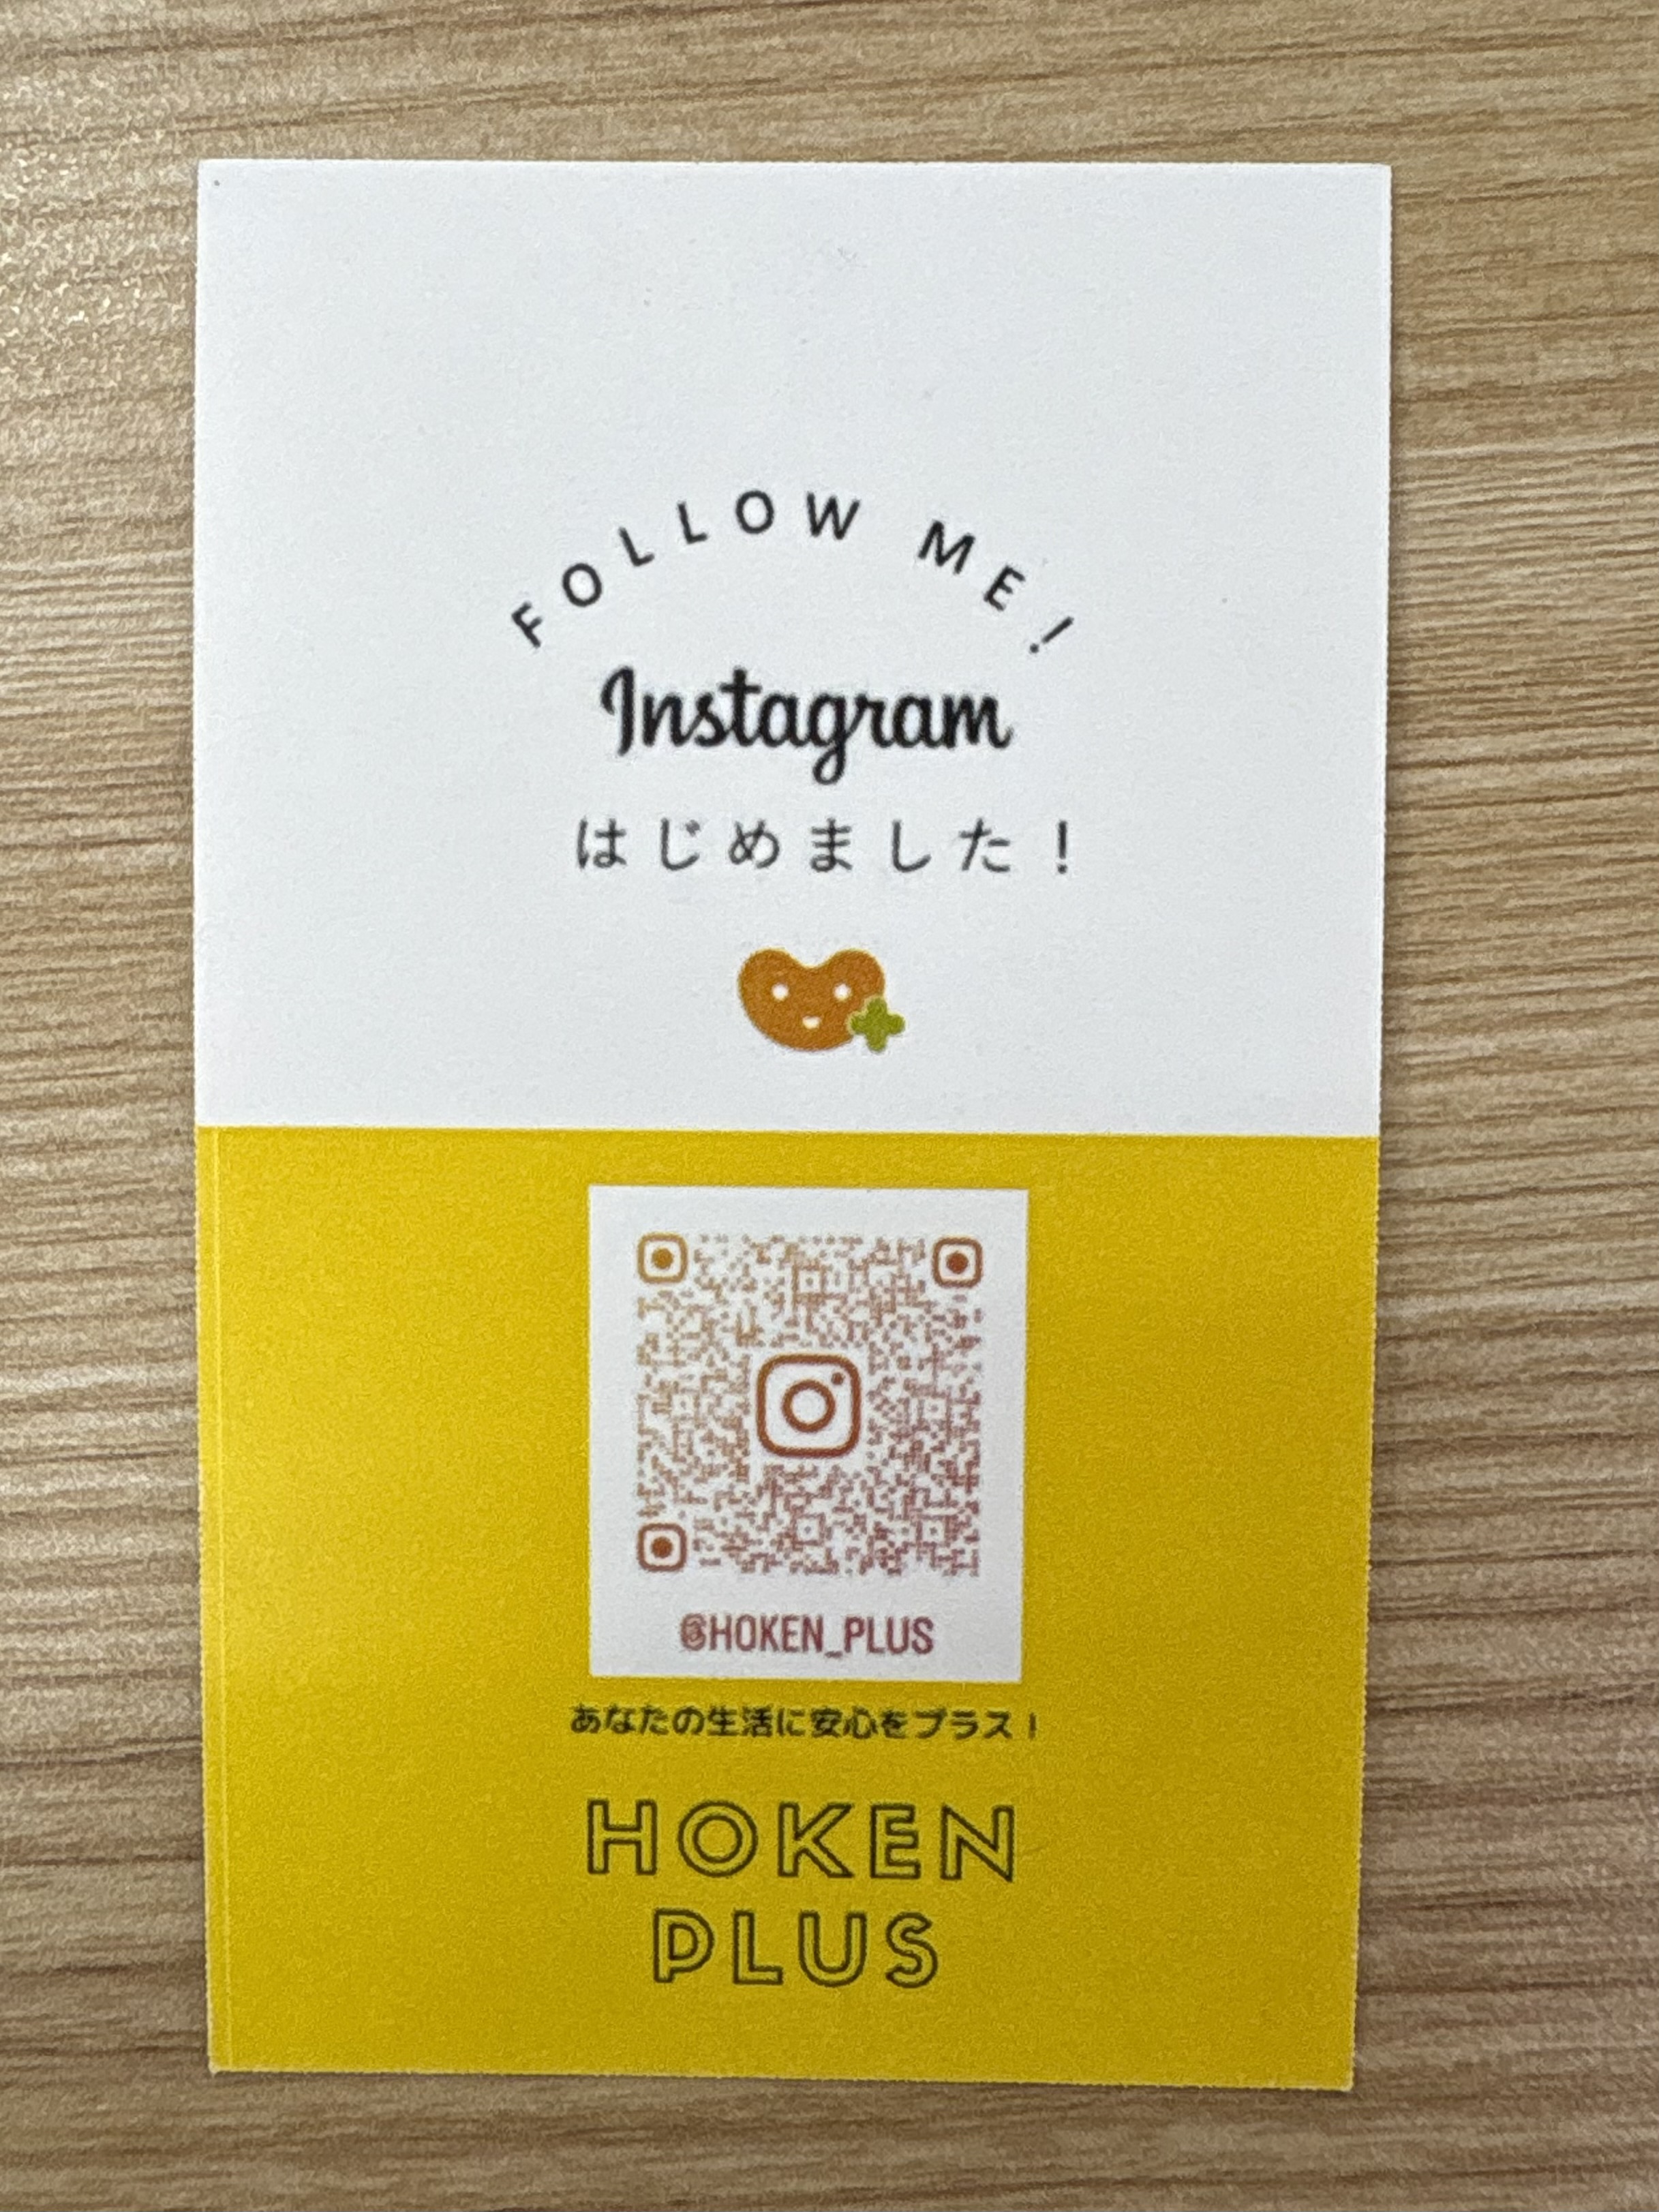 FOLLOW ME!
Instagram
はじめました！
@HOKEN_PLUS
あなたの生活に安心をプラス！
HOKEN
PLUS